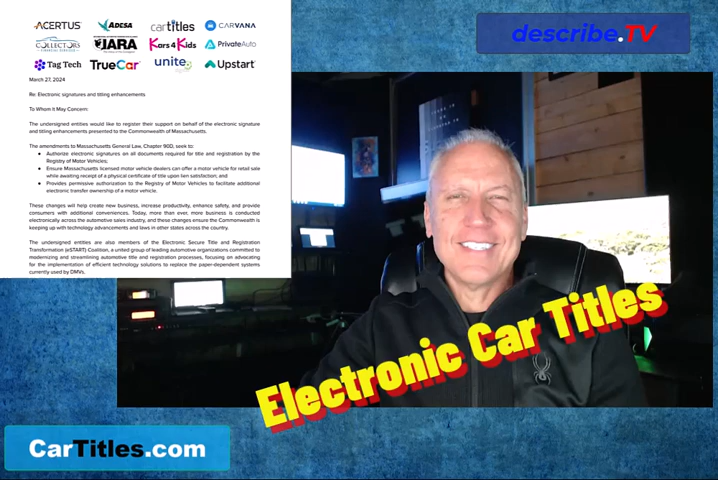 ACERTUS
ADESA
cartitles
CARVANA
COLLECTORS
IJARA
Kars4Kids
PrivateAuto
Tag Tech
TrueCar
unite
Upstart
March 27, 2024
Re: Electronic signatures and titling enhancements
To Whom It May Concern:
The undersigned entities would like to register their support on behalf of the electronic signature
and titling enhancements presented to the Commonwealth of Massachusetts.
The amendments to Massachusetts General Law, Chapter 90D, seek to:
● Authorize electronic signatures on all documents required for title and registration by the
Registry of Motor Vehicles;
● Ensure Massachusetts licensed motor vehicle dealers can offer a motor vehicle for retail sale
while awaiting receipt of a physical certificate of title upon lien satisfaction; and
● Provides permissive authorization to the Registry of Motor Vehicles to facilitate additional
electronic transfer ownership of a motor vehicle.
These changes will help create new business, increase productivity, enhance safety, and provide
consumers with additional conveniences. Today, more than ever, more business is conducted
electronically across the automotive sales industry, and these changes ensure the Commonwealth is
keeping up with technology advancements and laws in other states across the country.
The undersigned entities are also members of the Electronic Secure Title and Registration
Transformation (eSTART) Coalition, a united group of leading automotive organizations committed to
modernizing and streamlining automotive title and registration processes, focusing on advocating
for the implementation of efficient technology solutions to replace the paper-dependent systems
currently used by DMVs.
describe.TV
Electronic Car Titles
CarTitles.com